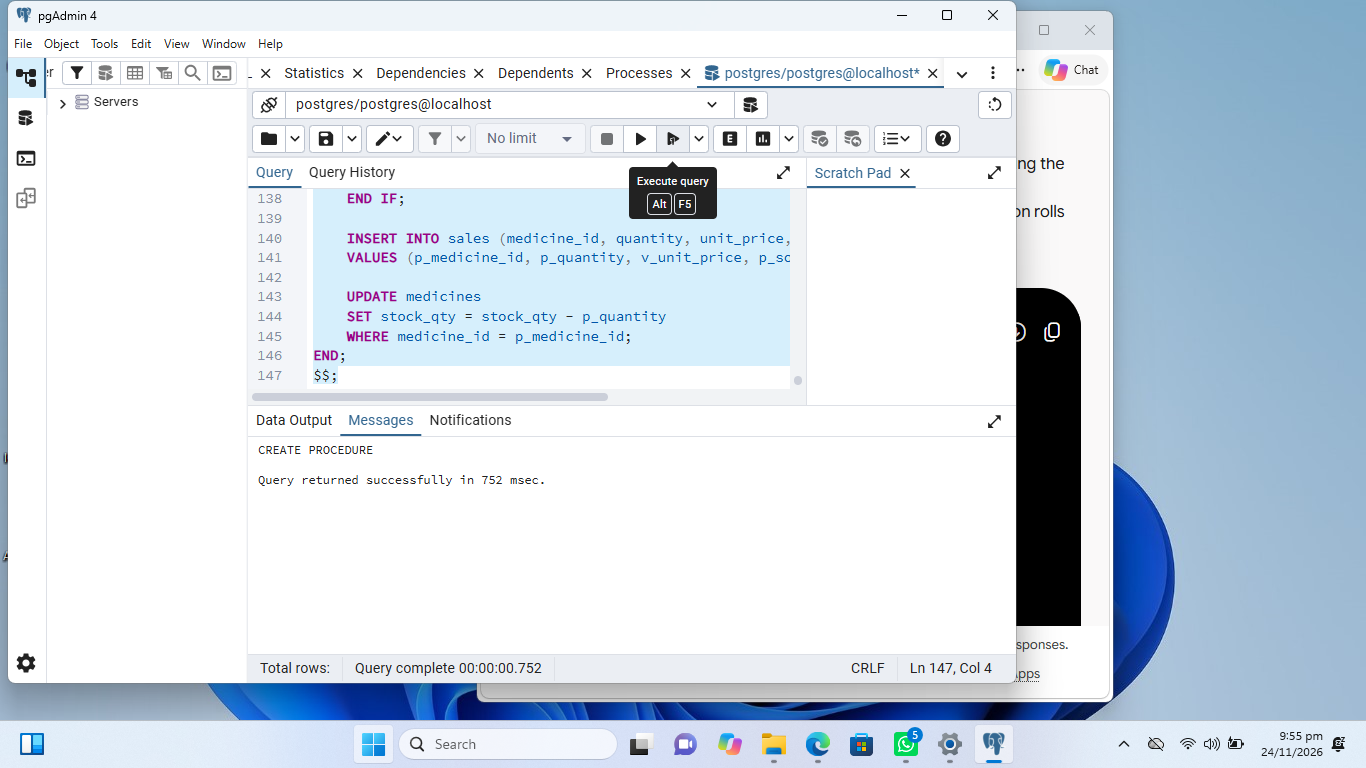 pgAdmin 4
File Object Tools Edit View Window Help
Statistics Dependencies Dependents Processes postgres/postgres@localhost*
Chat
Servers
postgres/postgres@localhost
No limit
E
Query Query History
Execute query
Alt F5
Scratch Pad
138 END IF;
139
140 INSERT INTO sales (medicine_id, quantity, unit_price,
141 VALUES (p_medicine_id, p_quantity, v_unit_price, p_so
142
143 UPDATE medicines
144 SET stock_qty = stock_qty - p_quantity
145 WHERE medicine_id = p_medicine_id;
146 END;
147 $$;
ng the
on rolls
Data Output Messages Notifications
CREATE PROCEDURE
Query returned successfully in 752 msec.
sponses.
Apps
Total rows: Query complete 00:00:00.752 CRLF Ln 147, Col 4
Search
5
9:55 pm
24/11/2026